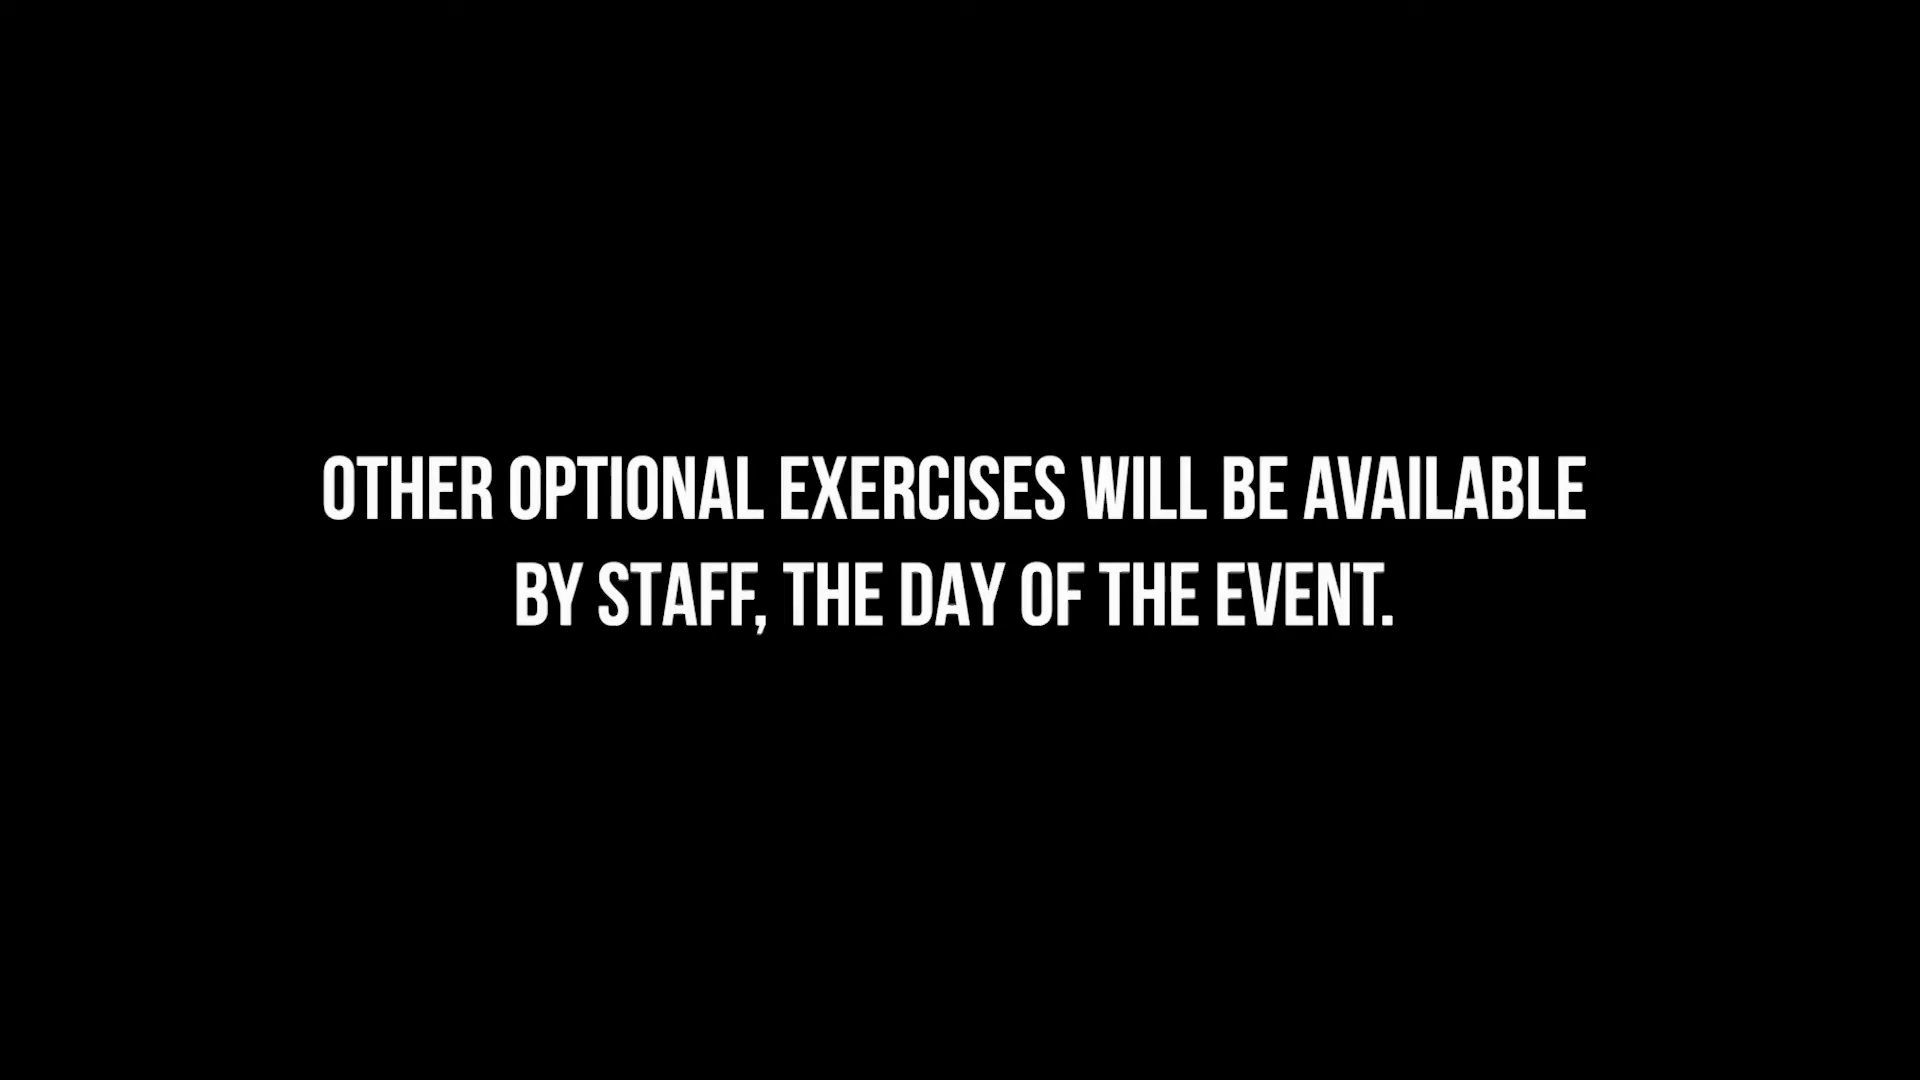 OTHER OPTIONAL EXERCISES WILL BE AVAILABLE
BY STAFF, THE DAY OF THE EVENT.